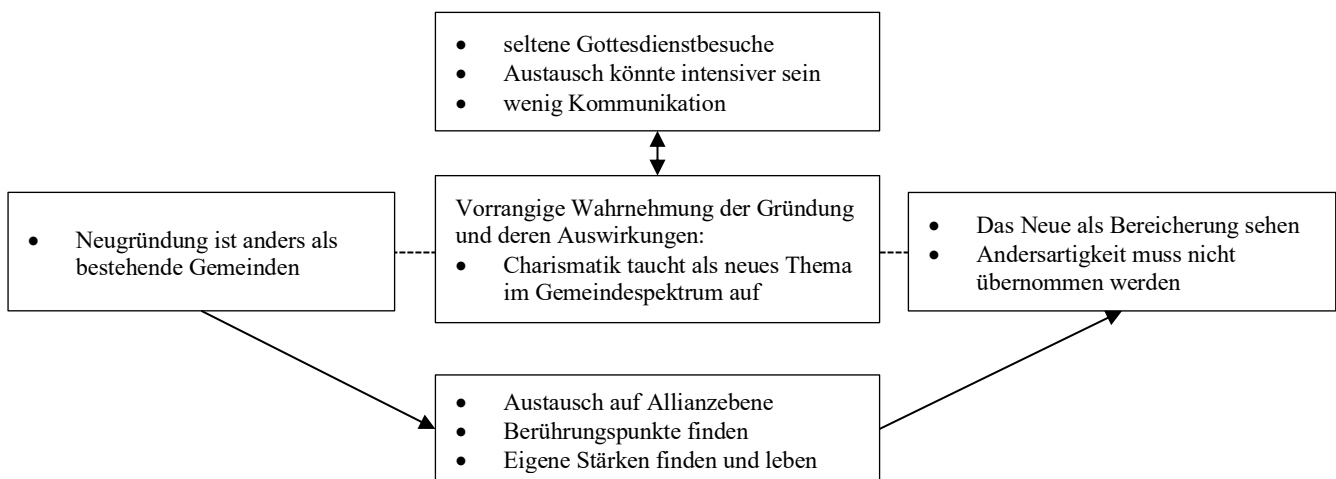 • seltene Gottesdienstbesuche
• Austausch könnte intensiver sein
• wenig Kommunikation
• Neugründung ist anders als
bestehende Gemeinden
Vorrangige Wahrnehmung der Gründung
und deren Auswirkungen:
• Charismatik taucht als neues Thema
im Gemeindespektrum auf
• Das Neue als Bereicherung sehen
• Andersartigkeit muss nicht
übernommen werden
• Austausch auf Allianzebene
• Berührungspunkte finden
• Eigene Stärken finden und leben